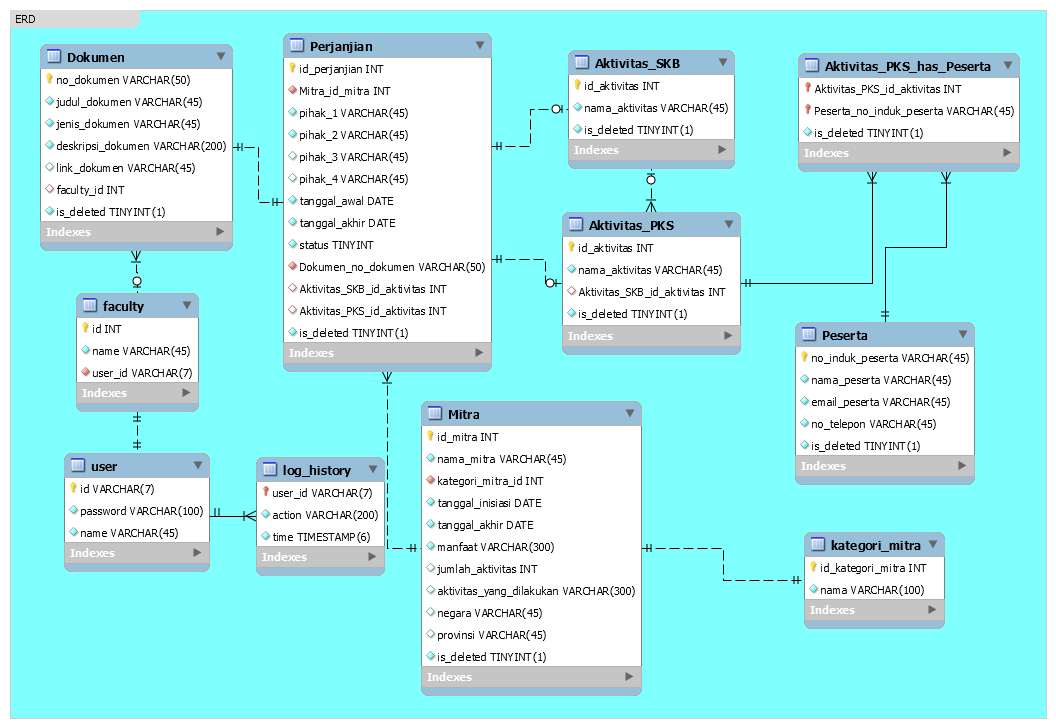 ERD
Dokumen
no_dokumen VARCHAR(50)
judul_dokumen VARCHAR(45)
jenis_dokumen VARCHAR(45)
deskripsi_dokumen VARCHAR(200)
link_dokumen VARCHAR(45)
faculty_id INT
is_deleted TINYINT(1)
Indexes
Perjanjian
id_perjanjian INT
Mitra_id_mitra INT
pihak_1 VARCHAR(45)
pihak_2 VARCHAR(45)
pihak_3 VARCHAR(45)
pihak_4 VARCHAR(45)
tanggal_awal DATE
tanggal_akhir DATE
status TINYINT
Dokumen_no_dokumen VARCHAR(50)
Aktivitas_SKB_id_aktivitas INT
Aktivitas_PKS_id_aktivitas INT
is_deleted TINYINT(1)
Indexes
Aktivitas_SKB
id_aktivitas INT
nama_aktivitas VARCHAR(45)
is_deleted TINYINT(1)
Indexes
Aktivitas_PKS_has_Peserta
Aktivitas_PKS_id_aktivitas INT
Peserta_no_induk_peserta VARCHAR(45)
is_deleted TINYINT(1)
Indexes
Aktivitas_PKS
id_aktivitas INT
nama_aktivitas VARCHAR(45)
Aktivitas_SKB_id_aktivitas INT
is_deleted TINYINT(1)
Indexes
faculty
id INT
name VARCHAR(45)
user_id VARCHAR(7)
Indexes
Peserta
no_induk_peserta VARCHAR(45)
nama_peserta VARCHAR(45)
email_peserta VARCHAR(45)
no_telepon VARCHAR(45)
is_deleted TINYINT(1)
Indexes
user
id VARCHAR(7)
password VARCHAR(100)
name VARCHAR(45)
Indexes
log_history
user_id VARCHAR(7)
action VARCHAR(200)
time TIMESTAMP(6)
Indexes
Mitra
id_mitra INT
nama_mitra VARCHAR(45)
kategori_mitra_id INT
tanggal_inisiasi DATE
tanggal_akhir DATE
manfaat VARCHAR(300)
jumlah_aktivitas INT
aktivitas_yang_dilakukan VARCHAR(300)
negara VARCHAR(45)
provinsi VARCHAR(45)
is_deleted TINYINT(1)
Indexes
kategori_mitra
id_kategori_mitra INT
nama VARCHAR(100)
Indexes